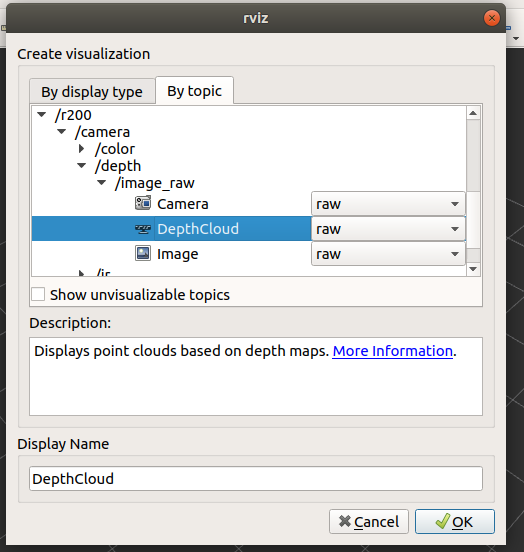 rviz
Create visualization
By display type By topic
/r200
/camera
/color
/depth
/image_raw
Camera raw
DepthCloud raw
Image raw
/ir
Show unvisualizable topics
Description:
Displays point clouds based on depth maps. More Information.
Display Name
DepthCloud
Cancel OK